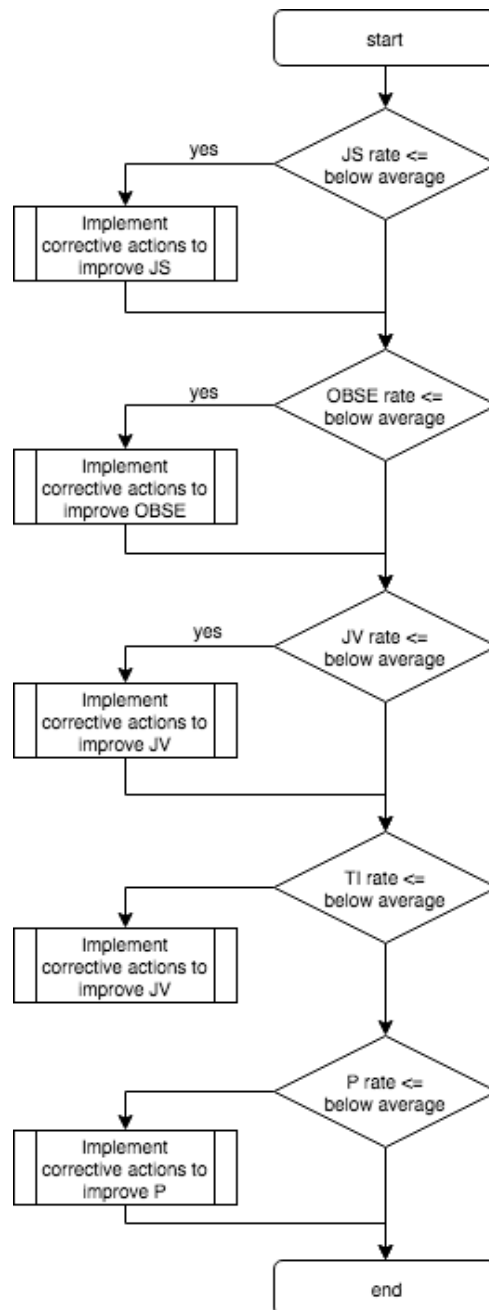 start
JS rate <=
below average
yes
Implement
corrective actions to
improve JS
OBSE rate <=
below average
yes
Implement
corrective actions to
improve OBSE
JV rate <=
below average
yes
Implement
corrective actions to
improve JV
TI rate <=
below average
Implement
corrective actions to
improve JV
P rate <=
below average
Implement
corrective actions to
improve P
end